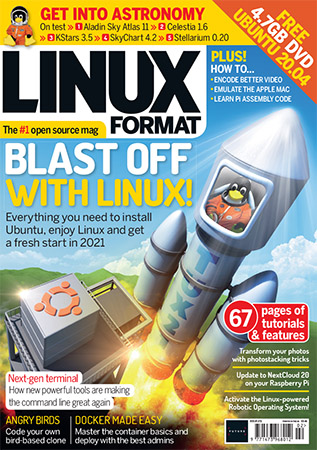 GET INTO ASTRONOMY
On test » 1 Aladin Sky Atlas 11 » 2 Celestia 1.6
» 3 KStars 3.5 » 4 SkyChart 4.2 » 5 Stellarium 0.20
FREE
4.7GB DVD
UBUNTU 20.04
LINUX
FORMAT
The #1 open source mag
PLUS!
HOW TO...
• ENCODE BETTER VIDEO
• EMULATE THE APPLE MAC
• LEARN PI ASSEMBLY CODE
BLAST OFF
WITH LINUX!
Everything you need to install
Ubuntu, enjoy Linux and get
a fresh start in 2021
67 pages of
tutorials
& features
Transform your photos
with photostacking tricks
Update to NextCloud 20
on your Raspberry Pi
Activate the Linux-powered
Robotic Operating System!
Next-gen terminal
How new powerful tools are making
the command line great again
ANGRY BIRDS
Code your own
bird-based clone
DOCKER MADE EASY
Master the container basics and
deploy with the best admins
FUTURE
9 771473 968012
02